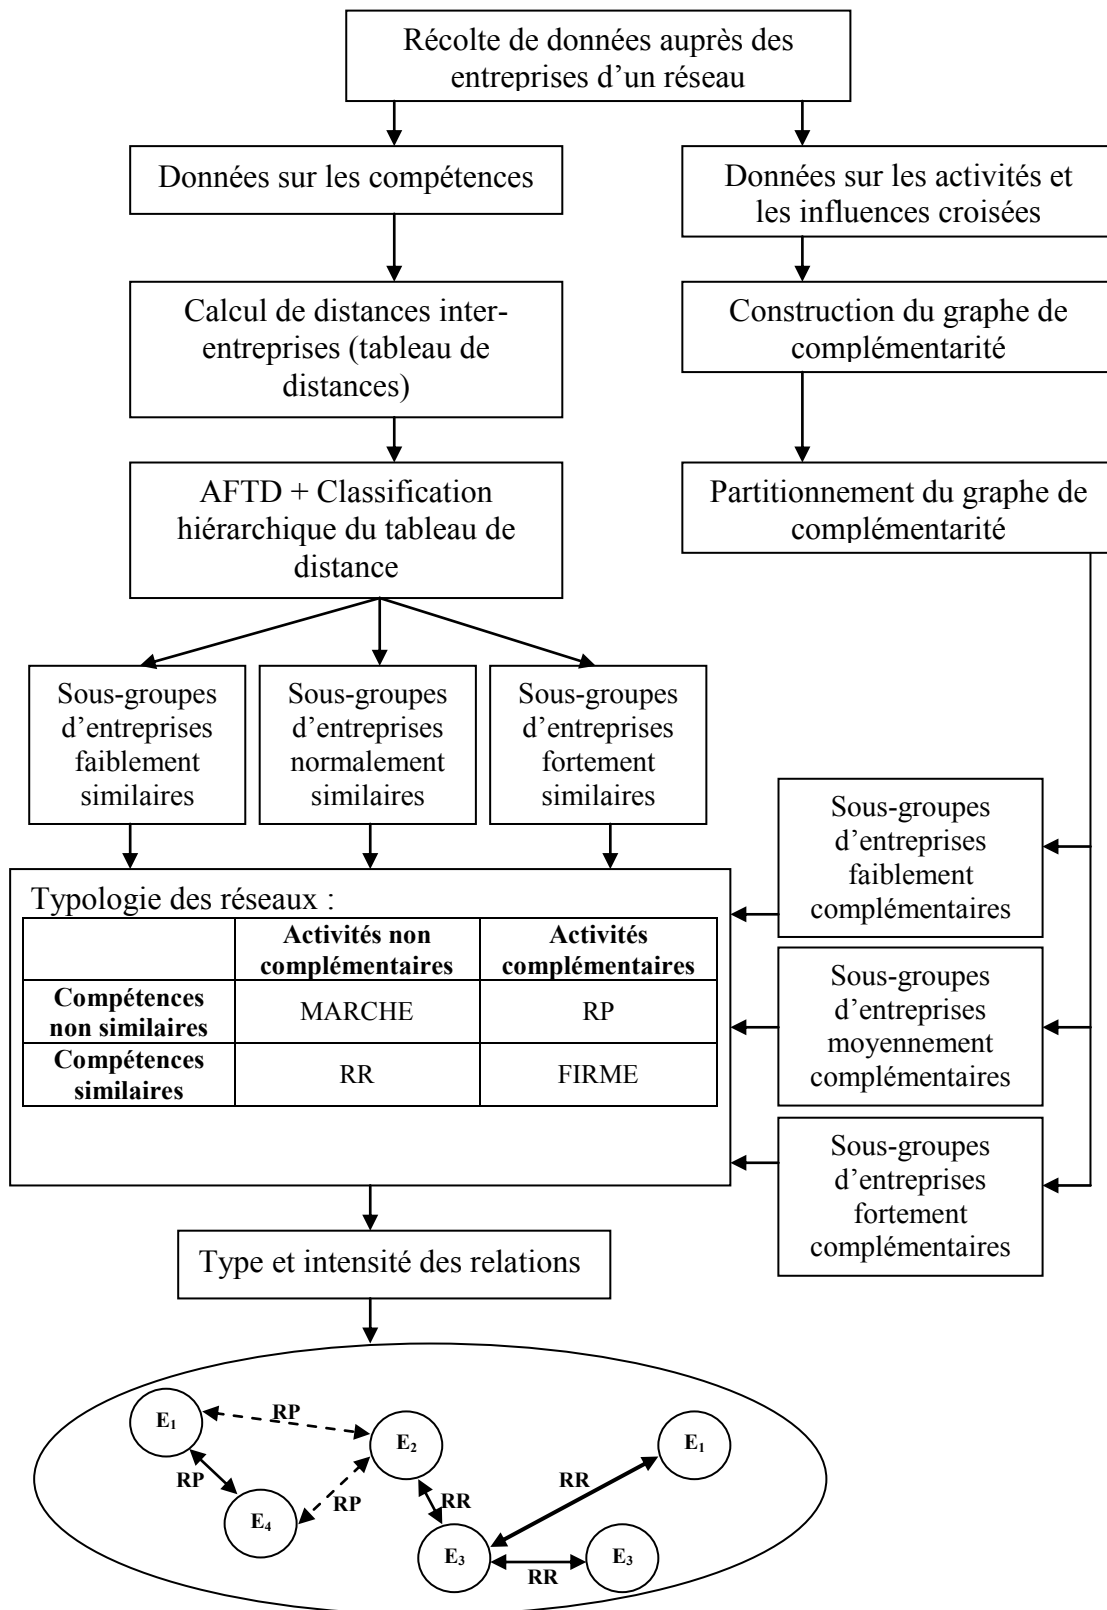 Récolte de données auprès des
entreprises d’un réseau
Données sur les compétences
Données sur les activités et
les influences croisées
Calcul de distances inter-
entreprises (tableau de
distances)
Construction du graphe de
complémentarité
AFTD + Classification
hiérarchique du tableau de
distance
Partitionnement du graphe de
complémentarité
Sous-groupes
d’entreprises
faiblement
similaires
Sous-groupes
d’entreprises
normalement
similaires
Sous-groupes
d’entreprises
fortement
similaires
Sous-groupes
d’entreprises
faiblement
complémentaires
Sous-groupes
d’entreprises
moyennement
complémentaires
Sous-groupes
d’entreprises
fortement
complémentaires
Typologie des réseaux :
Activités non
complémentaires
Activités
complémentaires
Compétences
non similaires
MARCHE
RP
Compétences
similaires
RR
FIRME
Type et intensité des relations
E1
RP
E2
E1
RP
RP
RR
RR
E4
E3
RR
E3